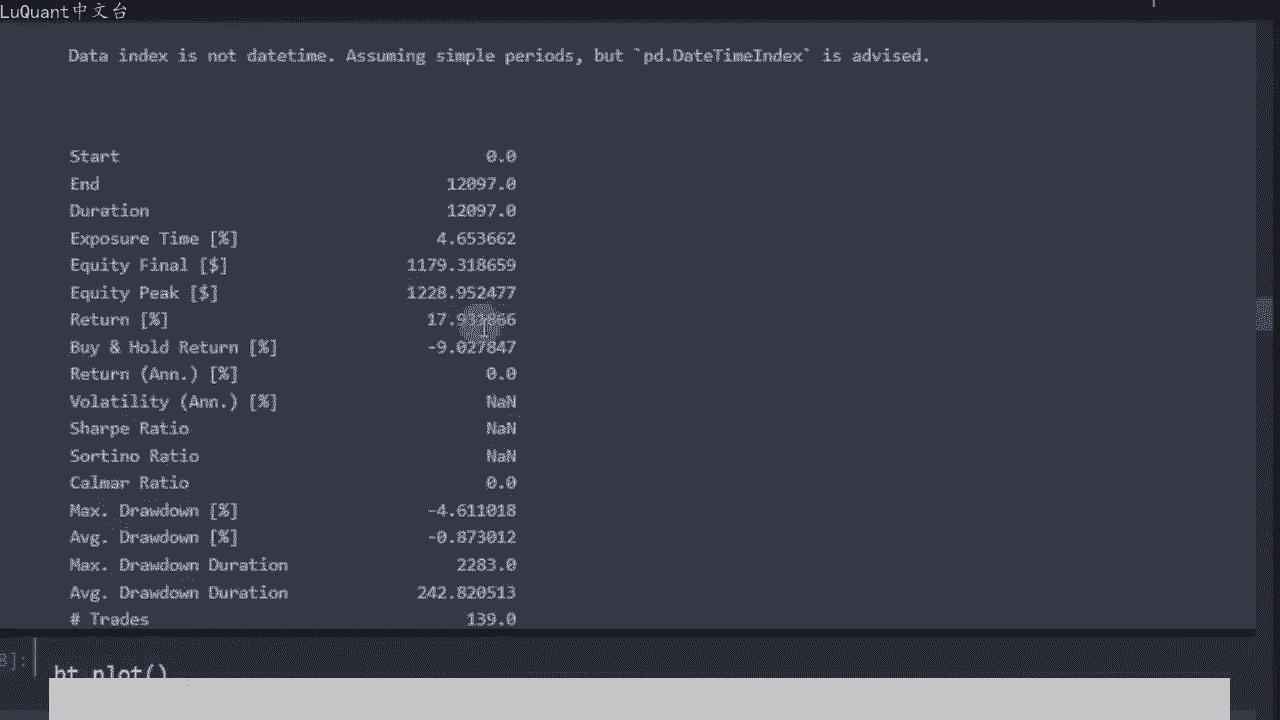 LuQuant中文台
Data index is not datetime. Assuming simple periods, but `pd.DateTimeIndex` is advised.
Start 0.0
End 12097.0
Duration 12097.0
Exposure Time [%] 4.653662
Equity Final [$] 1179.318659
Equity Peak [$] 1228.952477
Return [%] 17.931866
Buy & Hold Return [%] -9.027847
Return (Ann.) [%] 0.0
Volatility (Ann.) [%] NaN
Sharpe Ratio NaN
Sortino Ratio NaN
Calmar Ratio 0.0
Max. Drawdown [%] -4.611018
Avg. Drawdown [%] -0.873012
Max. Drawdown Duration 2283.0
Avg. Drawdown Duration 242.820513
# Trades 139.0
8]: bt.plot()